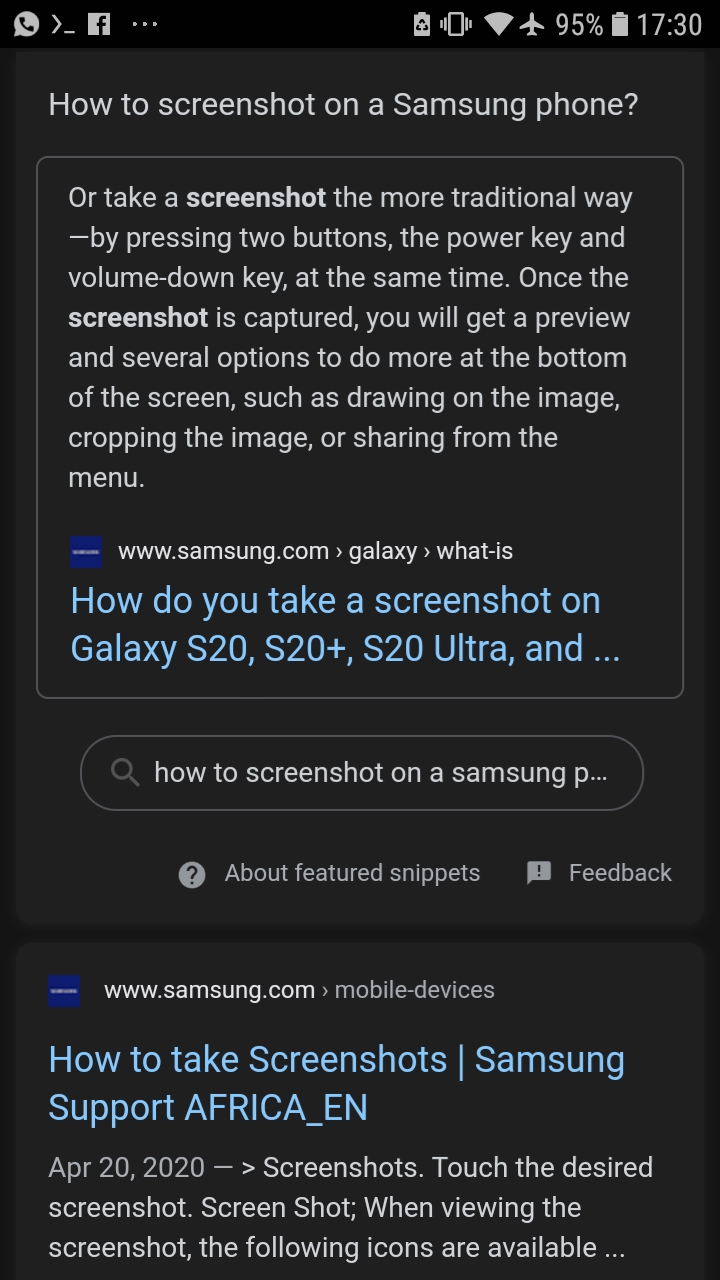 95% 17:30
How to screenshot on a Samsung phone?
Or take a screenshot the more traditional way
—by pressing two buttons, the power key and
volume-down key, at the same time. Once the
screenshot is captured, you will get a preview
and several options to do more at the bottom
of the screen, such as drawing on the image,
cropping the image, or sharing from the
menu.
www.samsung.com › galaxy › what-is
How do you take a screenshot on
Galaxy S20, S20+, S20 Ultra, and ...
how to screenshot on a samsung p...
About featured snippets Feedback
www.samsung.com › mobile-devices
How to take Screenshots | Samsung
Support AFRICA_EN
Apr 20, 2020 — > Screenshots. Touch the desired
screenshot. Screen Shot; When viewing the
screenshot, the following icons are available ...